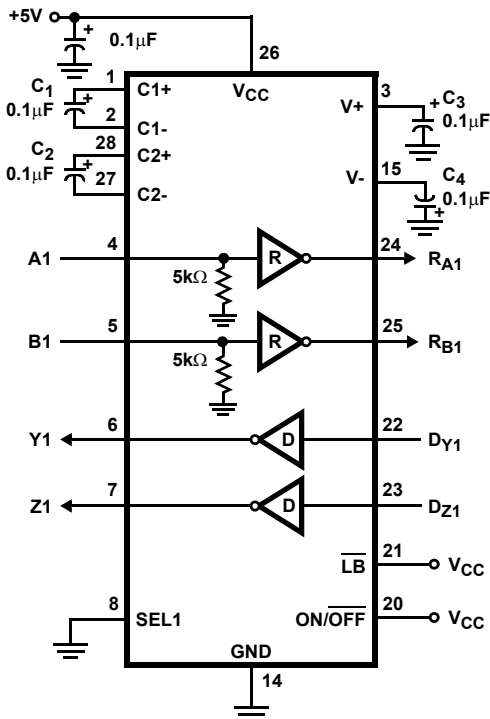 +5V
+
0.1µF
26
1
C1+
VCC
3
C1
+
0.1µF
V+
+
C3
0.1µF
2
C1-
28
C2+
C2
+
0.1µF
15
V-
C4
0.1µF
+
27
C2-
A1
4
R
24
RA1
5kΩ
B1
5
R
25
RB1
5kΩ
Y1
6
D
22
DY1
Z1
7
D
23
DZ1
LB
21
VCC
8
SEL1
ON/OFF
20
VCC
GND
14